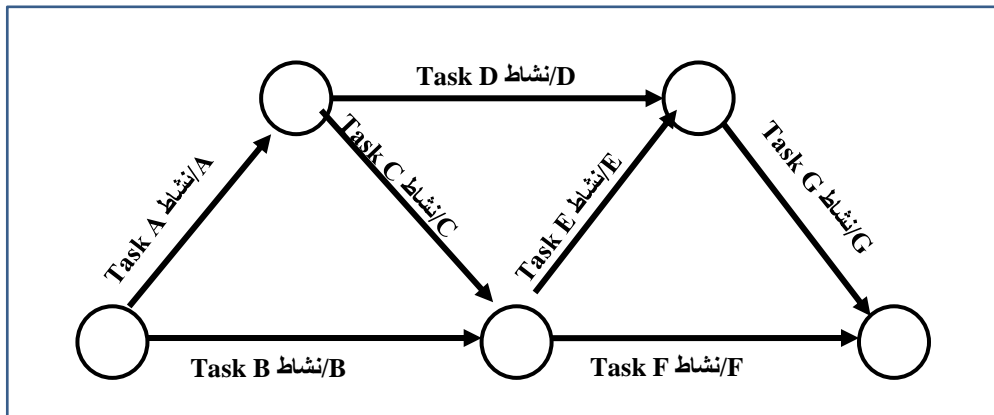 Task D نشاط/D
Task A نشاط/A
Task C نشاط/C
Task E نشاط/E
Task G نشاط/G
Task B نشاط/B
Task F نشاط/F